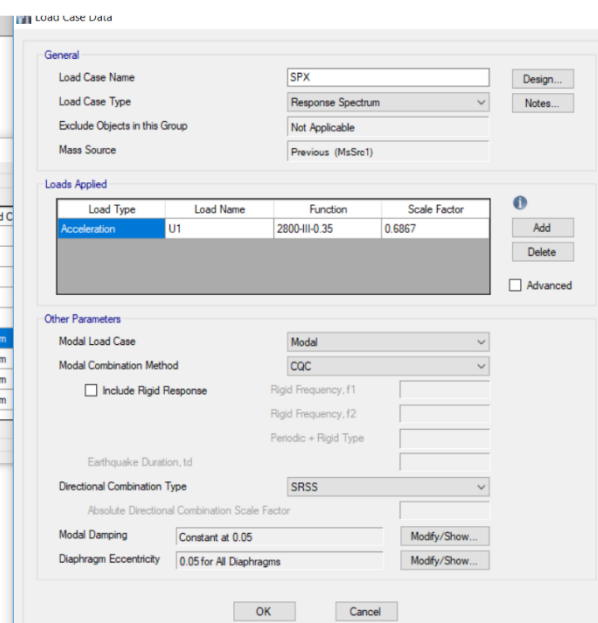 Load Case Data
General
Load Case Name SPX Design...
Load Case Type Response Spectrum Notes...
Exclude Objects in this Group Not Applicable
Mass Source Previous (MsSrc1)
Loads Applied
Load Type Load Name Function Scale Factor
Acceleration U1 2800-III-0.35 0.6867 Add
Delete
Advanced
Other Parameters
Modal Load Case Modal
Modal Combination Method CQC
Include Rigid Response Rigid Frequency, f1
Rigid Frequency, f2
Periodic + Rigid Type
Earthquake Duration, td
Directional Combination Type SRSS
Absolute Directional Combination Scale Factor
Modal Damping Constant at 0.05 Modify/Show...
Diaphragm Eccentricity 0.05 for All Diaphragms Modify/Show...
OK Cancel